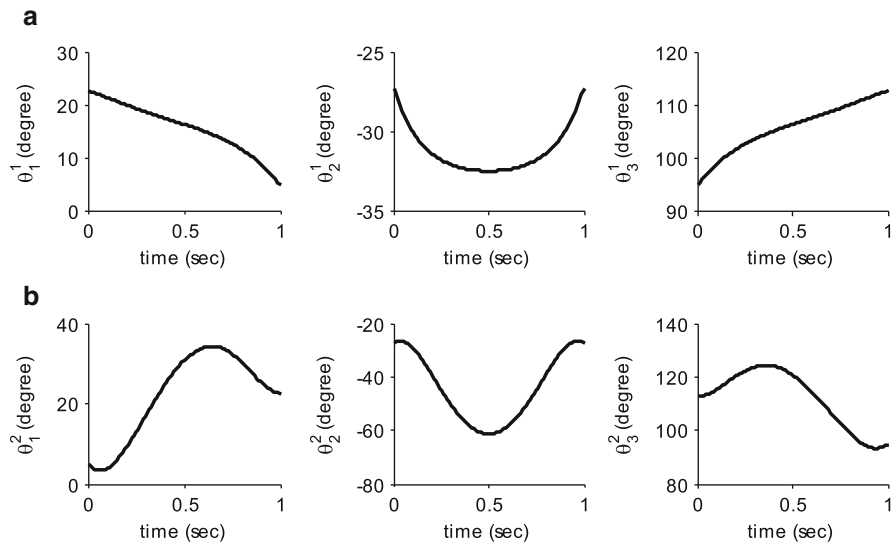 a
30
20
10
0
θ₁¹ (degree)
0 0.5 1
time (sec)
-25
-30
-35
θ₂¹ (degree)
0 0.5 1
time (sec)
120
110
100
90
θ₃¹ (degree)
0 0.5 1
time (sec)
b
40
20
0
θ₁² (degree)
0 0.5 1
time (sec)
-20
-40
-60
-80
θ₂² (degree)
0 0.5 1
time (sec)
140
120
100
80
θ₃² (degree)
0 0.5 1
time (sec)